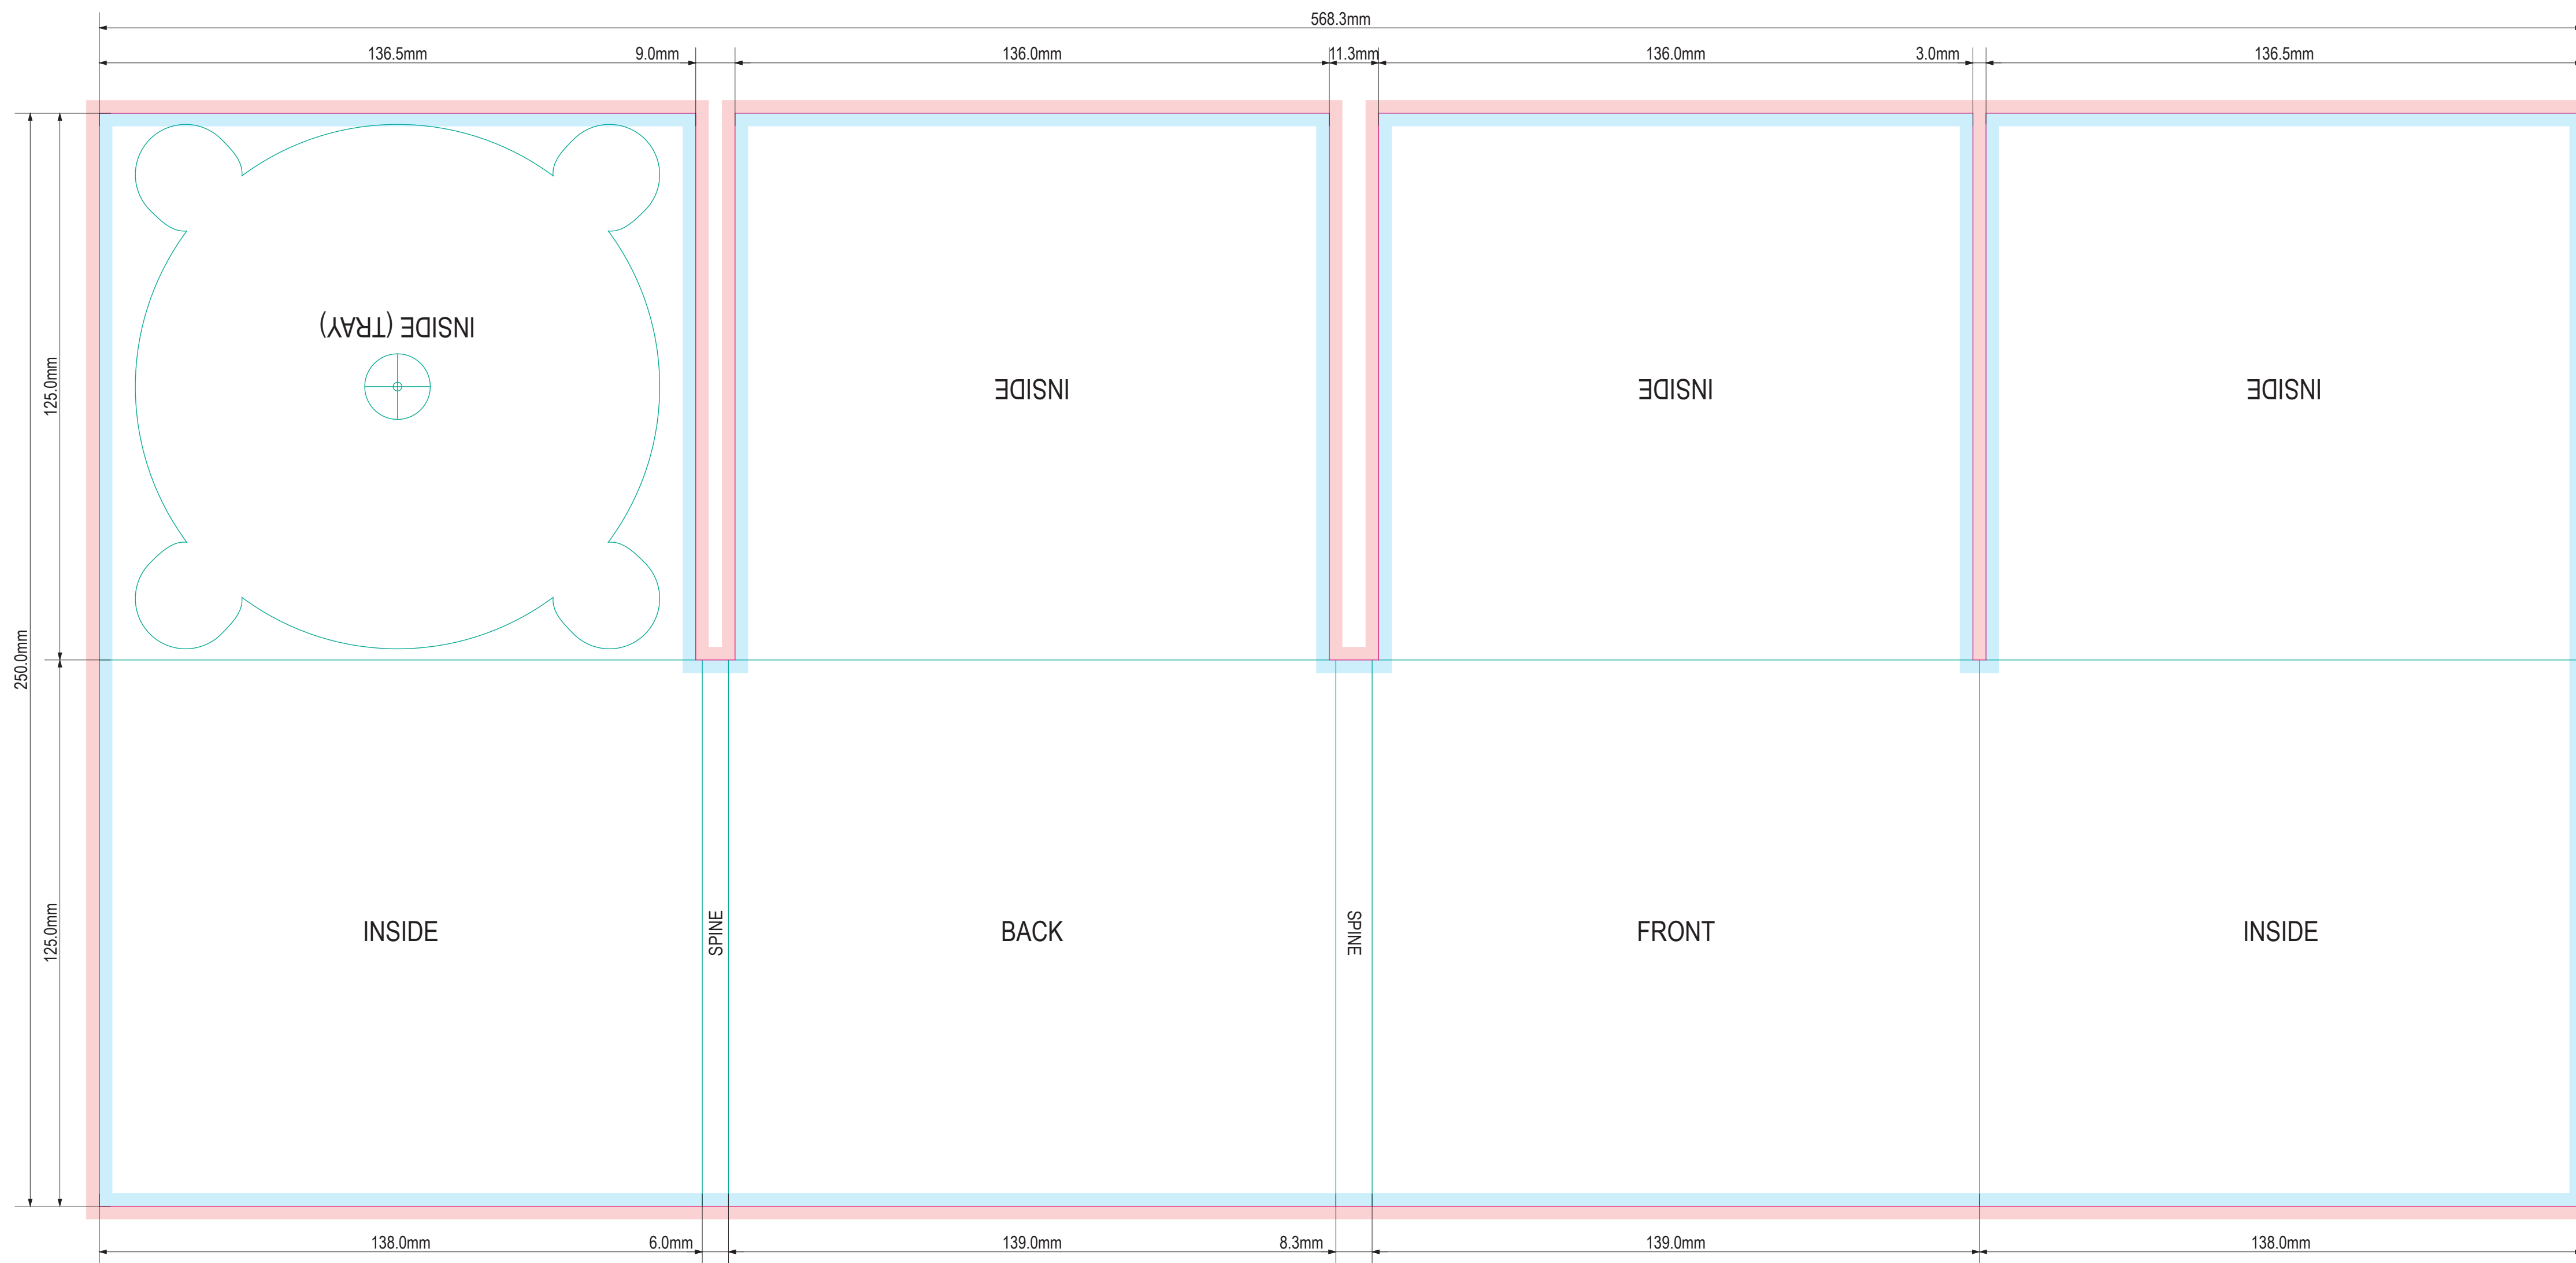 568.3mm
136.5mm
9.0mm
136.0mm
11.3mm
136.0mm
3.0mm
136.5mm
INSIDE (TRAY)
INSIDE
INSIDE
INSIDE
125.0mm
250.0mm
125.0mm
INSIDE
SPINE
BACK
SPINE
FRONT
INSIDE
138.0mm
6.0mm
139.0mm
8.3mm
139.0mm
138.0mm